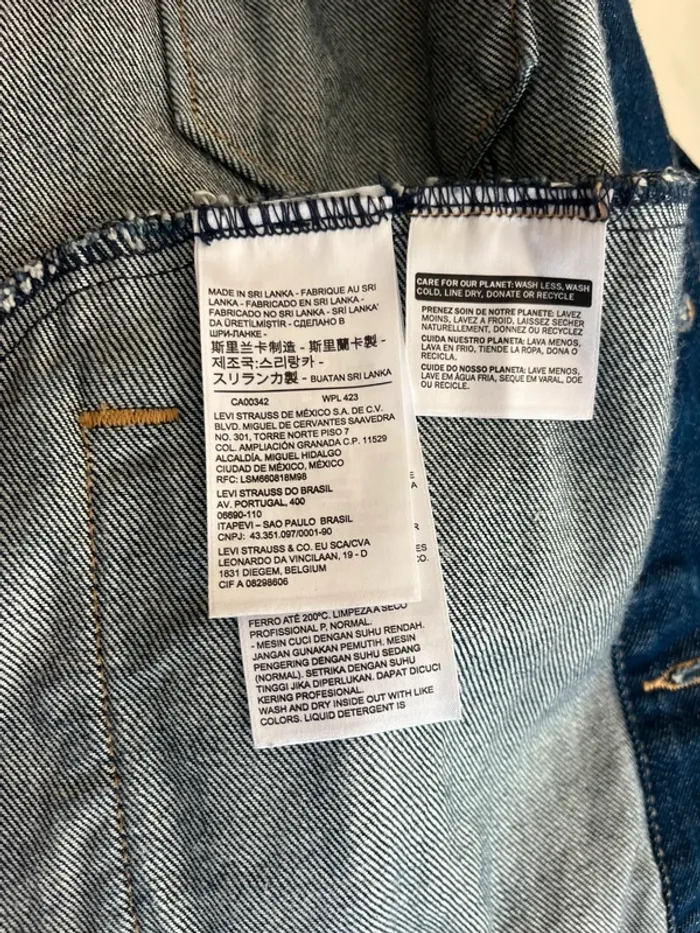 MADE IN SRI LANKA - FABRIQUE AU SRI
LANKA - FABRICADO EN SRI LANKA -
FABRICADO NO SRI LANKA - SRİ LANKA'
DA ÜRETİLMİŞTİR - СДЕЛАНО В
ШРИ-ЛАНКЕ -
斯里兰卡制造 - 斯里蘭卡製 -
제조국: 스리랑카 -
スリランカ製 - BUATAN SRI LANKA
CA00342 WPL 423
LEVI STRAUSS DE MÉXICO S.A. DE C.V.
BLVD. MIGUEL DE CERVANTES SAAVEDRA
NO. 301, TORRE NORTE PISO 7
COL. AMPLIACIÓN GRANADA C.P. 11529
ALCALDÍA. MIGUEL HIDALGO
CIUDAD DE MÉXICO, MÉXICO
RFC: LSM660818M98
LEVI STRAUSS DO BRASIL
AV. PORTUGAL, 400
06690-110
ITAPEVI – SAO PAULO BRASIL
CNPJ: 43.351.097/0001-90
LEVI STRAUSS & CO. EU SCA/CVA
LEONARDO DA VINCILAAN, 19 - D
1831 DIEGEM, BELGIUM
CIF A 08298606
CARE FOR OUR PLANET: WASH LESS, WASH
COLD, LINE DRY, DONATE OR RECYCLE
PRENEZ SOIN DE NOTRE PLANETE: LAVEZ
MOINS, LAVEZ A FROID, LAISSEZ SECHER
NATURELLEMENT, DONNEZ OU RECYCLEZ
CUIDA NUESTRO PLANETA: LAVA MENOS,
LAVA EN FRIO, TIENDE LA ROPA, DONA O
RECICLA.
CUIDE DO NOSSO PLANETA: LAVE MENOS,
LAVE EM ÁGUA FRIA, SEQUE EM VARAL, DOE
OU RECICLE.
E
A
R
ES
CO.
FERRO ATÉ 200ºC. LIMPEZA A SECO
PROFISSIONAL P, NORMAL.
- MESIN CUCI DENGAN SUHU RENDAH.
JANGAN GUNAKAN PEMUTIH. MESIN
PENGERING DENGAN SUHU SEDANG
(NORMAL). SETRIKA DENGAN SUHU
TINGGI JIKA DIPERLUKAN. DAPAT DICUCI
KERING PROFESIONAL.
WASH AND DRY INSIDE OUT WITH LIKE
COLORS. LIQUID DETERGENT IS